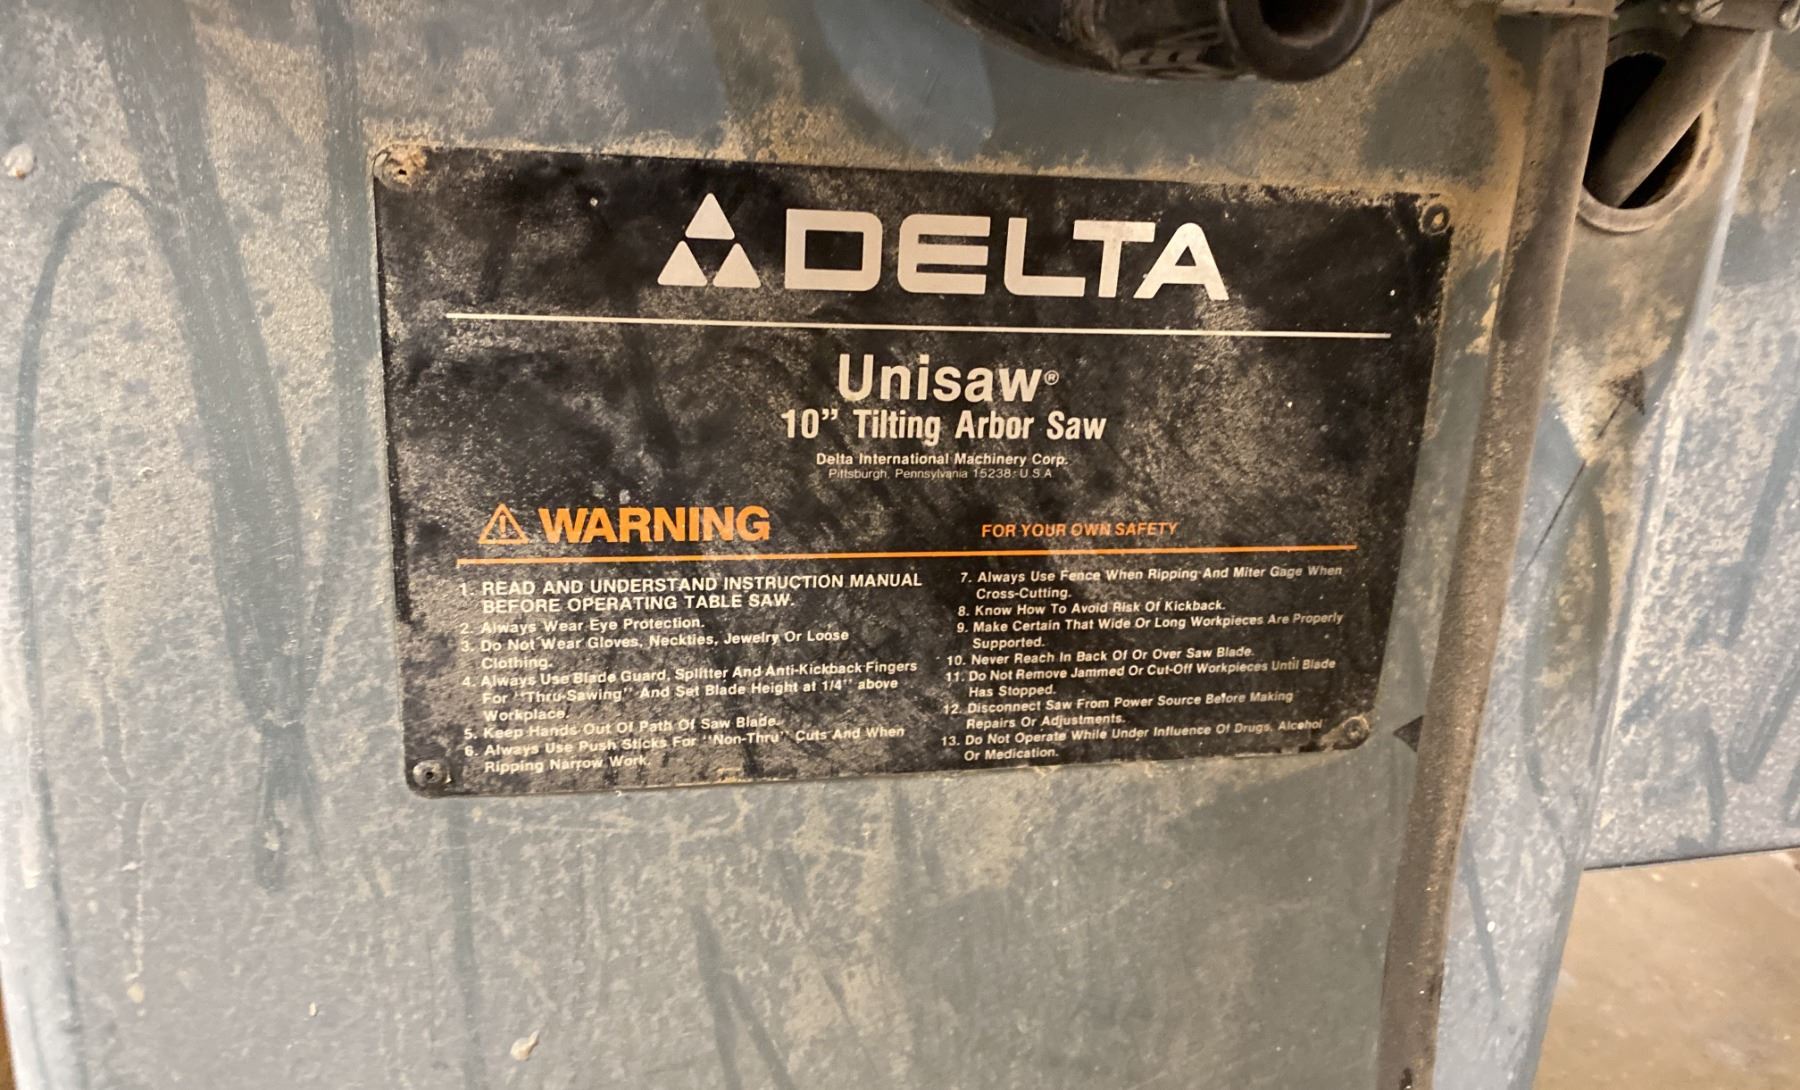 DELTA
Unisaw®
10” Tilting Arbor Saw
Delta International Machinery Corp.
Pittsburgh, Pennsylvania 15238: U.S.A.
WARNING
FOR YOUR OWN SAFETY
1. READ AND UNDERSTAND INSTRUCTION MANUAL
BEFORE OPERATING TABLE SAW.
2. Always Wear Eye Protection.
3. Do Not Wear Gloves, Neckties, Jewelry Or Loose
Clothing.
4. Always Use Blade Guard, Splitter And Anti-Kickback Fingers
For "Thru-Sawing" And Set Blade Height at 1/4" above
Workplace.
5. Keep Hands Out Of Path Of Saw Blade.
6. Always Use Push Sticks For "Non-Thru" Cuts And When
Ripping Narrow Work.
7. Always Use Fence When Ripping And Miter Gage When
Cross-Cutting.
8. Know How To Avoid Risk Of Kickback.
9. Make Certain That Wide Or Long Workpieces Are Properly
Supported.
10. Never Reach In Back Of Or Over Saw Blade.
11. Do Not Remove Jammed Or Cut-Off Workpieces Until Blade
Has Stopped.
12. Disconnect Saw From Power Source Before Making
Repairs Or Adjustments.
13. Do Not Operate While Under Influence Of Drugs, Alcohol
Or Medication.